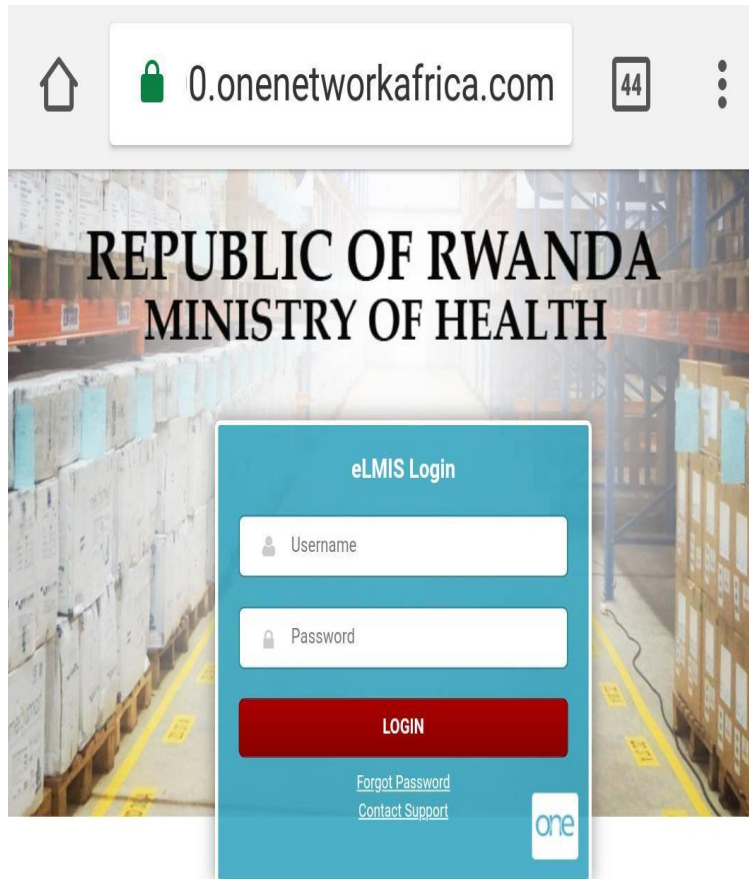 0.onenetworkafrica.com
44
REPUBLIC OF RWANDA
MINISTRY OF HEALTH
eLMIS Login
Username
Password
LOGIN
Forgot Password
Contact Support
one